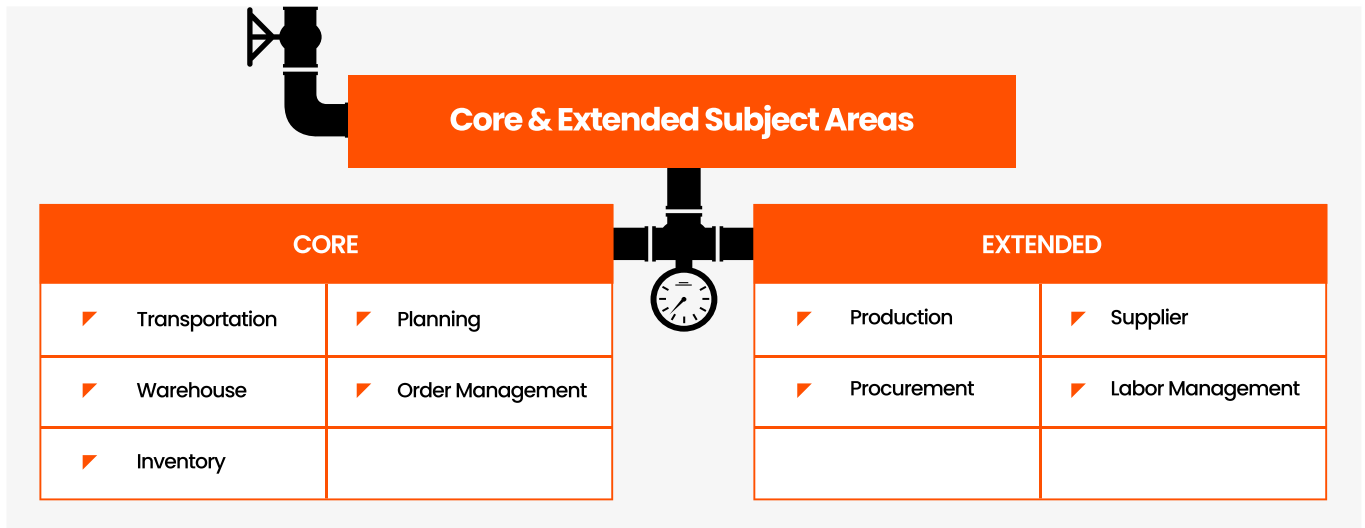 Core & Extended Subject Areas
CORE
Transportation
Planning
Warehouse
Order Management
Inventory
EXTENDED
Production
Supplier
Procurement
Labor Management